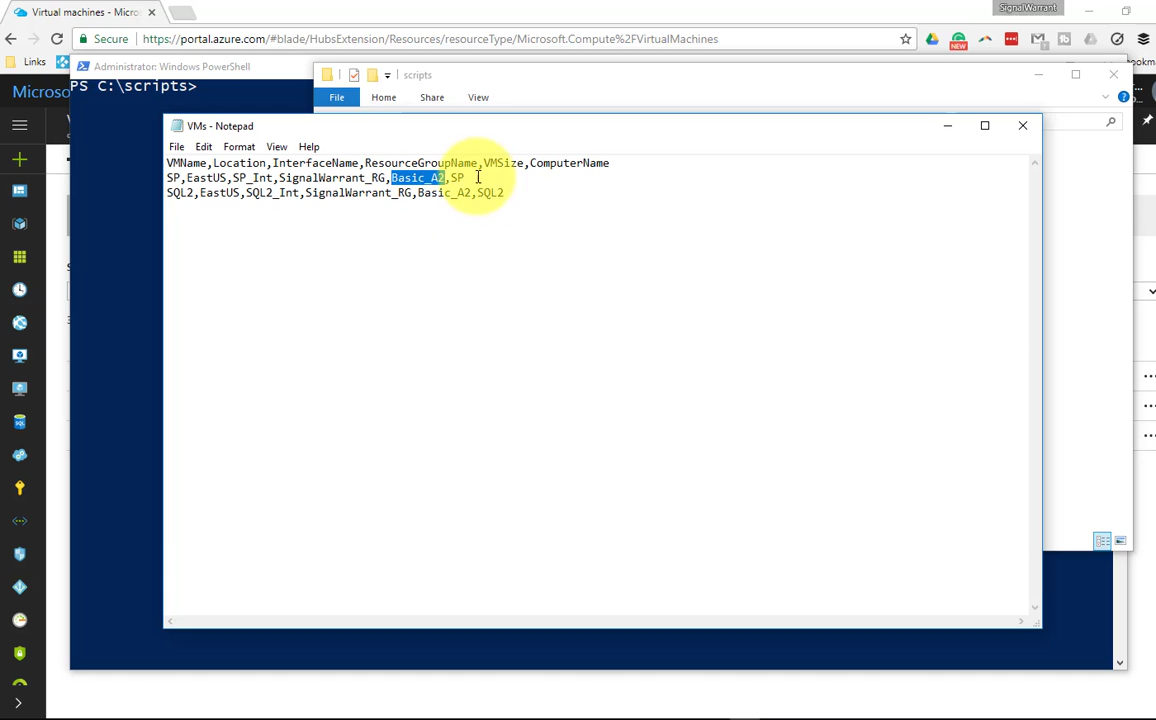 SignalWarrant
Virtual machines - Micro
Secure
https://portal.azure.com/#blade/HubsExtension/Resources/resourceType/Microsoft.Compute%2FVirtualMachines
NEW
Links
Administrator: Windows PowerShell
scripts
PS C:\scripts>
File Home Share View
VMs - Notepad
File Edit Format View Help
VMName,Location,InterfaceName,ResourceGroupName,VMSize,ComputerName
SP,EastUS,SP_Int,SignalWarrant_RG,Basic_A2,SP
SQL2,EastUS,SQL2_Int,SignalWarrant_RG,Basic_A2,SQL2
SQL